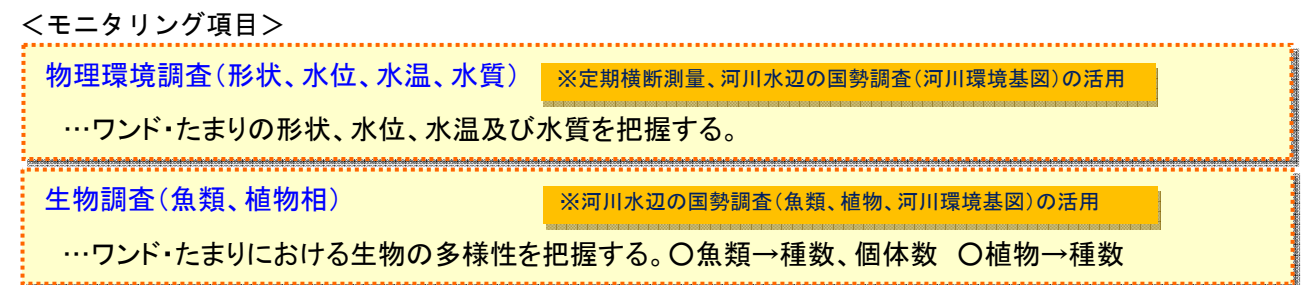 ＜モニタリング項目＞
物理環境調査（形状、水位、水温、水質） ※定期横断測量、河川水辺の国勢調査（河川環境基図）の活用
…ワンド・たまりの形状、水位、水温及び水質を把握する。
生物調査（魚類、植物相） ※河川水辺の国勢調査（魚類、植物、河川環境基図）の活用
…ワンド・たまりにおける生物の多様性を把握する。〇魚類→種数、個体数　〇植物→種数